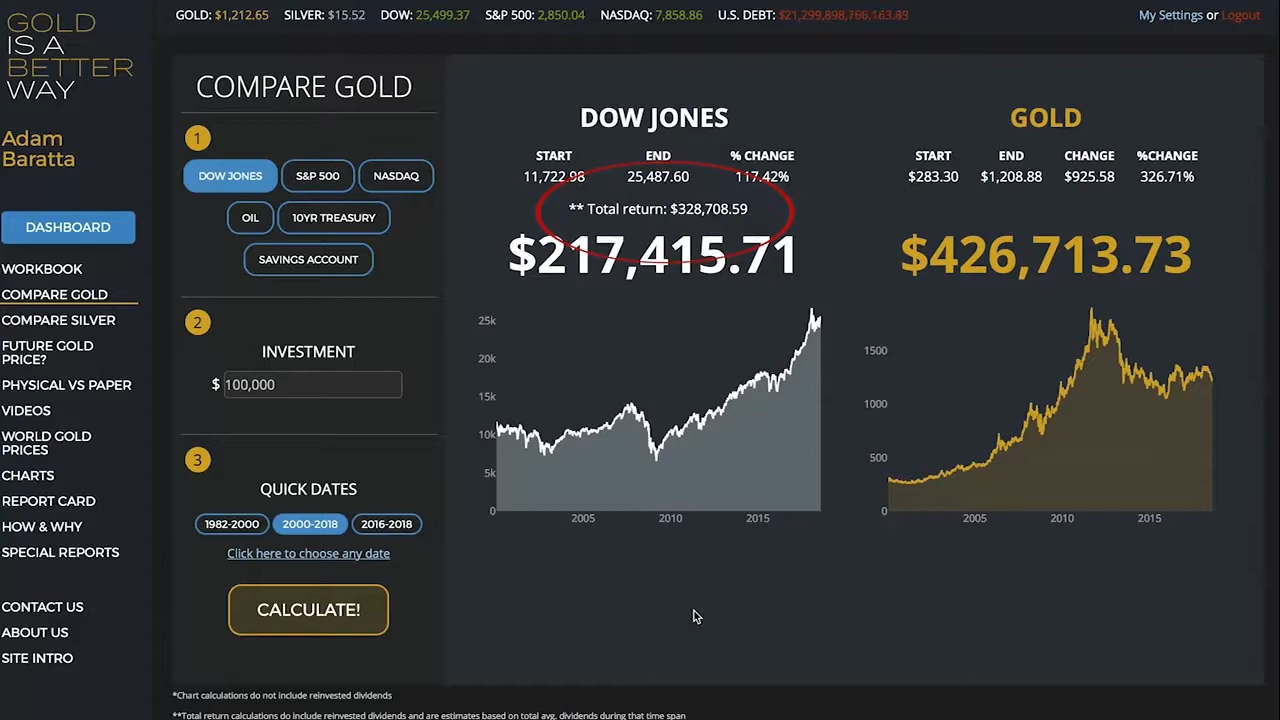 GOLD: $1,212.65 SILVER: $15.52 DOW: 25,499.37 S&P 500: 2,850.04 NASDAQ: 7,858.86 U.S. DEBT:
My Settings or Logout
GOLD
IS A
BETTER
WAY
Adam
Baratta
DASHBOARD
WORKBOOK
COMPARE GOLD
COMPARE SILVER
FUTURE GOLD
PRICE?
PHYSICAL VS PAPER
VIDEOS
WORLD GOLD
PRICES
CHARTS
REPORT CARD
HOW & WHY
SPECIAL REPORTS
CONTACT US
ABOUT US
SITE INTRO
COMPARE GOLD
1
DOW JONES S&P 500 NASDAQ
OIL 10YR TREASURY
SAVINGS ACCOUNT
2
INVESTMENT
$ 100,000
3
QUICK DATES
1982-2000 2000-2018 2016-2018
Click here to choose any date
CALCULATE!
DOW JONES
START END % CHANGE
11,722.98 25,487.60 117.42%
** Total return: $328,708.59
$217,415.71
25k
20k
15k
10k
5k
0
2005 2010 2015
GOLD
START END CHANGE %CHANGE
$283.30 $1,208.88 $925.58 326.71%
$426,713.73
1500
1000
500
0
2005 2010 2015
*Chart calculations do not include reinvested dividends
**Total return calculations do include reinvested dividends and are estimates based on total avg. dividends during that time span